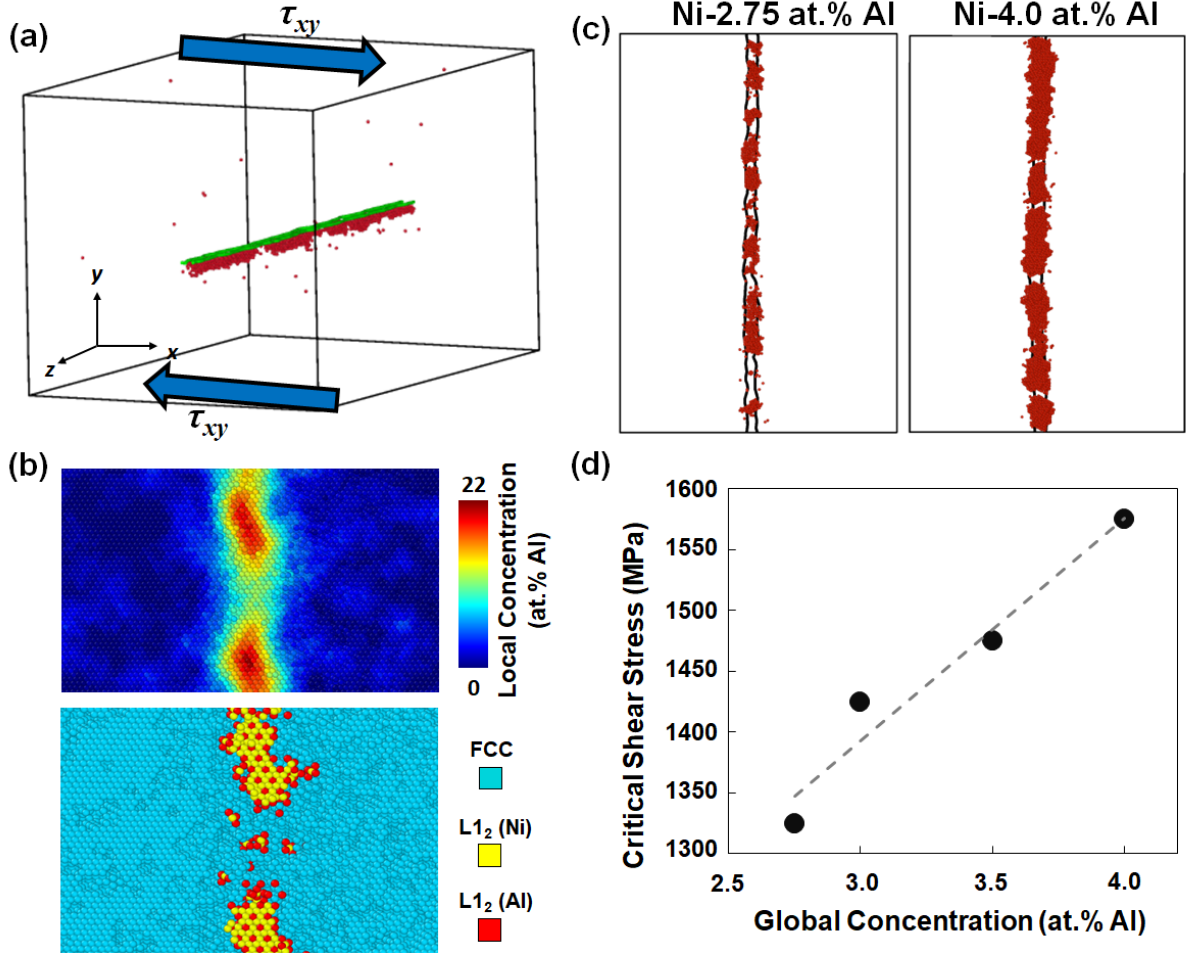 (a)
τxy
y
x
z
τxy
(b)
22
0
Local Concentration
(at.% Al)
FCC
L12 (Ni)
L12 (Al)
(c)
Ni-2.75 at.% Al
Ni-4.0 at.% Al
(d)
Critical Shear Stress (MPa)
1600
1550
1500
1450
1400
1350
1300
2.5
3.0
3.5
4.0
Global Concentration (at.% Al)